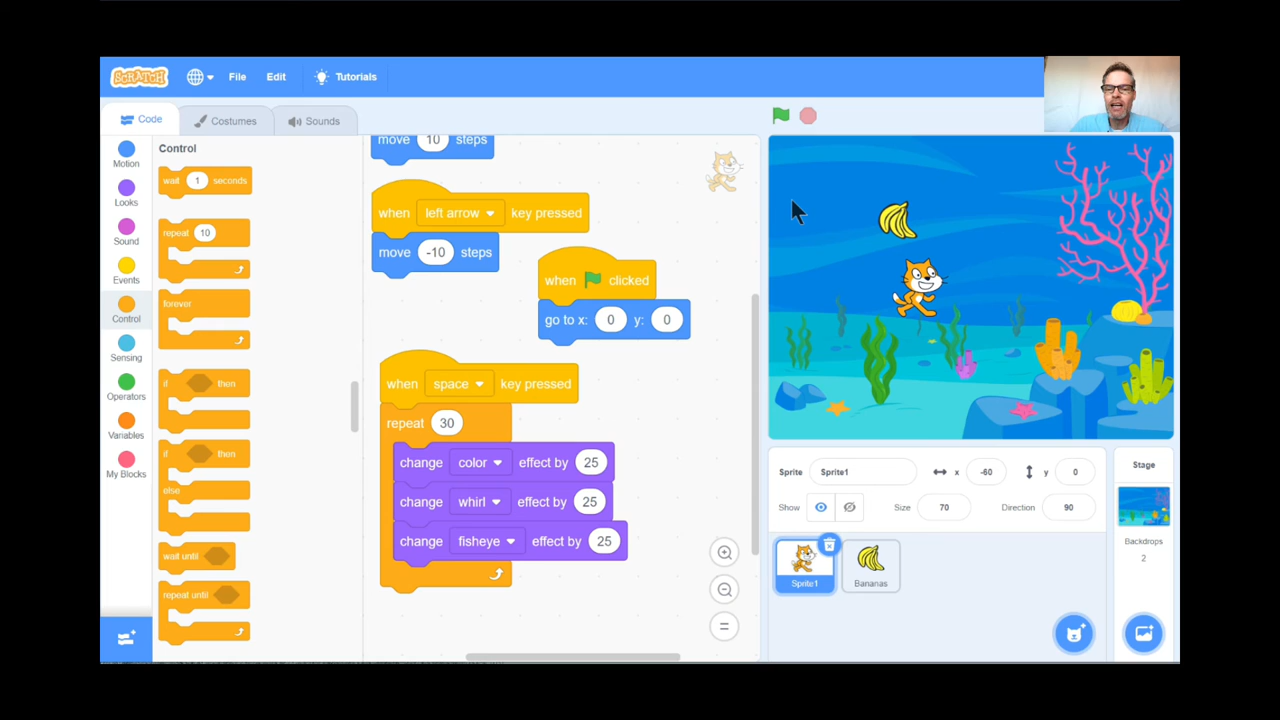 SCRATCH File Edit Tutorials
Code Costumes Sounds
Motion
Looks
Sound
Events
Control
Sensing
Operators
Variables
My Blocks
Control
wait 1 seconds
repeat 10
forever
if then
if then
else
wait until
repeat until
move 10 steps
when left arrow key pressed
move -10 steps
when clicked
go to x: 0 y: 0
when space key pressed
repeat 30
change color effect by 25
change whirl effect by 25
change fisheye effect by 25
Sprite Sprite1 x -60 y 0
Show Size 70 Direction 90
Sprite1
Bananas
Stage
Backdrops
2